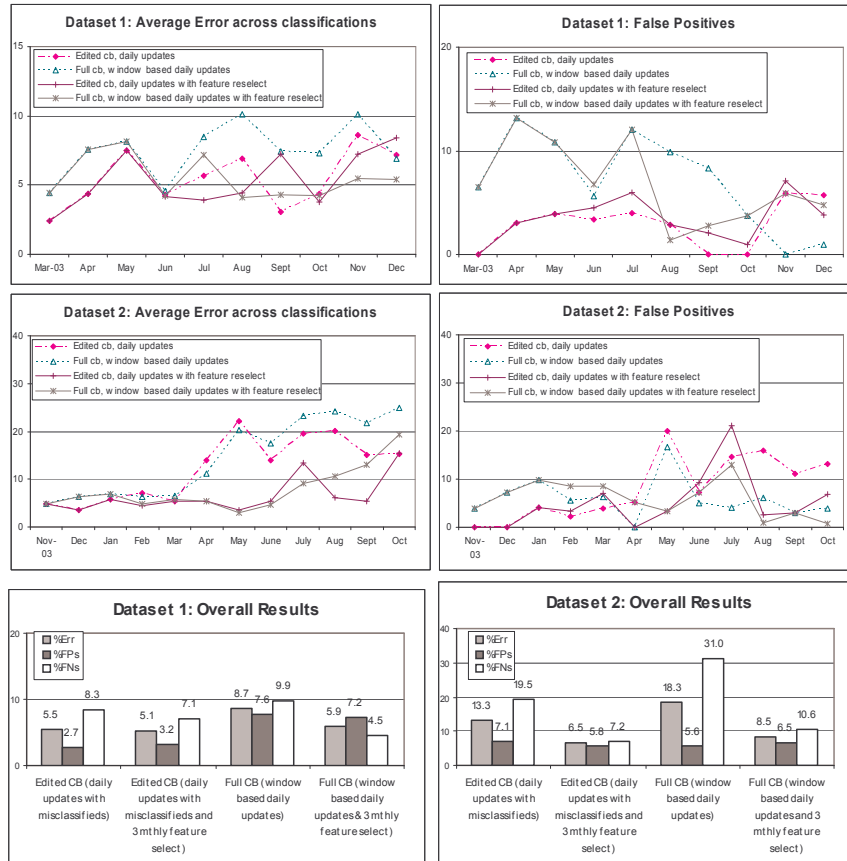 Dataset 1: Average Error across classifications
15
10
5
0
Edited cb, daily updates
Full cb, window based daily updates
Edited cb, daily updates with feature reselect
Full cb, window based daily updates with feature reselect
Mar-03 Apr May Jun Jul Aug Sept Oct Nov Dec
Dataset 1: False Positives
20
10
0
Edited cb, daily updates
Full cb, window based daily updates
Edited cb, daily updates with feature reselect
Full cb, window based daily updates with feature reselect
Mar-03 Apr May Jun Jul Aug Sept Oct Nov Dec
Dataset 2: Average Error across classifications
40
30
20
10
0
Edited cb, daily updates
Full cb, window based daily updates
Edited cb, daily updates with feature reselect
Full cb, window based daily updates with feature reselect
Nov- Dec Jan Feb Mar Apr May June July Aug Sept Oct
03
Dataset 2: False Positives
40
30
20
10
0
Edited cb, daily updates
Full cb, window based daily updates
Edited cb, daily updates with feature reselect
Full cb, window based daily updates with feature reselect
Nov- Dec Jan Feb Mar Apr May June July Aug Sept Oct
03
Dataset 1: Overall Results
20
10
0
%Err
%FPs
%FNs
5.5 2.7 8.3
5.1 3.2 7.1
8.7 7.6 9.9
5.9 7.2 4.5
Edited CB (daily
updates with
misclassifieds)
Edited CB (daily
updates with
misclassifieds and
3 mthly feature
select)
Full CB (window
based daily
updates)
Full CB (window
based daily
updates & 3 mthly
feature select)
Dataset 2: Overall Results
40
30
20
10
0
%Err
%FPs
%FNs
13.3 7.1 19.5
6.5 5.8 7.2
18.3 5.6 31.0
8.5 6.5 10.6
Edited CB (daily
updates with
misclassifieds)
Edited CB (daily
updates with
misclassifieds and
3 mthly feature
select)
Full CB (window
based daily
updates)
Full CB (window
based daily
updates and 3
mthly feature
select)